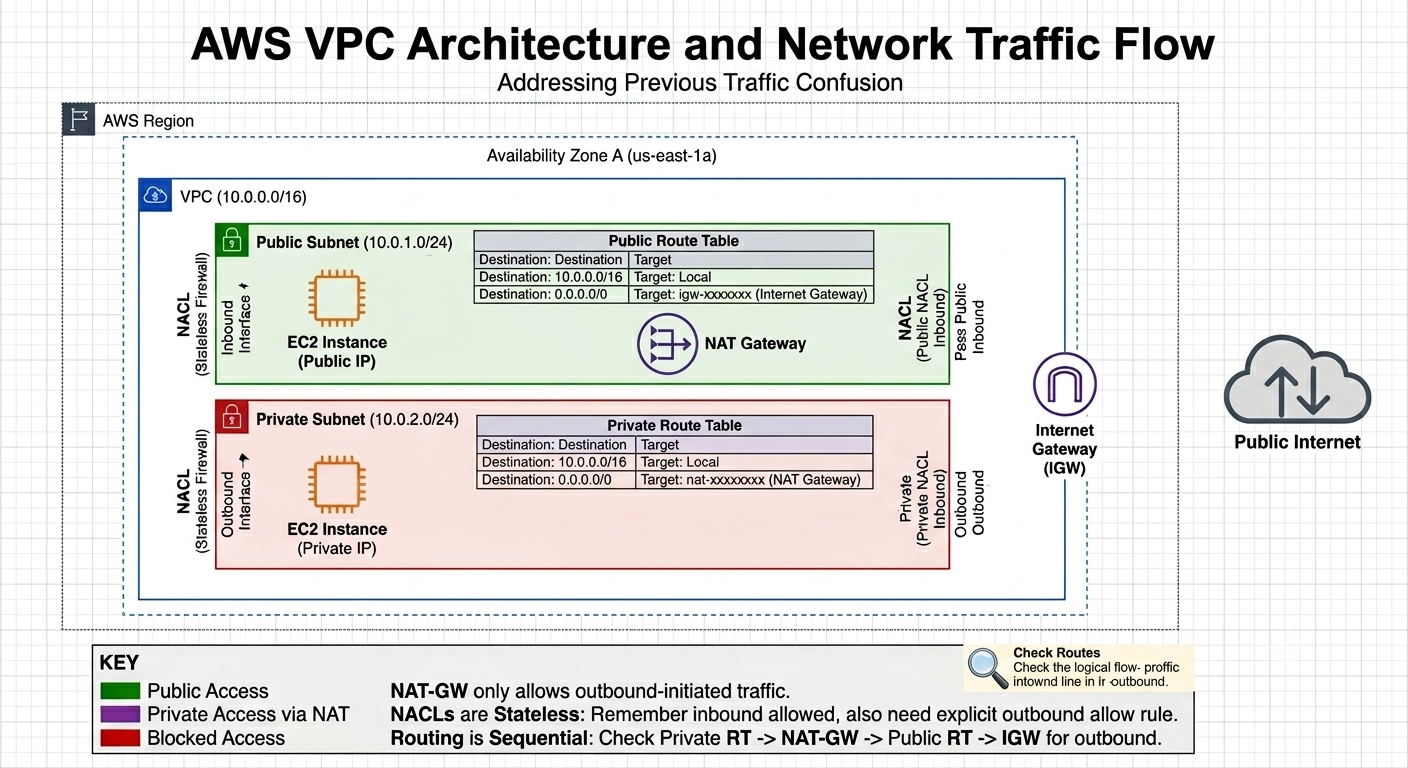 AWS VPC Architecture and Network Traffic Flow
Addressing Previous Traffic Confusion
AWS Region
Availability Zone A (us-east-1a)
VPC (10.0.0.0/16)
Public Subnet (10.0.1.0/24)
NACL
(Stateless Firewall)
Inbound
Interface
EC2 Instance
(Public IP)
Public Route Table
Destination: Destination Target
Destination: 10.0.0.0/16 Target: Local
Destination: 0.0.0.0/0 Target: igw-xxxxxxx (Internet Gateway)
NAT Gateway
NACL
(Public NACL
Inbound)
Pass Public
Inbound
Private Subnet (10.0.2.0/24)
NACL
(Stateless Firewall)
Outbound
Interface
EC2 Instance
(Private IP)
Private Route Table
Destination: Destination Target
Destination: 10.0.0.0/16 Target: Local
Destination: 0.0.0.0/0 Target: nat-xxxxxxxx (NAT Gateway)
Private
(Private NACL
Inbound)
Outbound
Outbound
Internet
Gateway
(IGW)
Public Internet
KEY
Public Access
Private Access via NAT
Blocked Access
NAT-GW only allows outbound-initiated traffic.
NACLs are Stateless: Remember inbound allowed, also need explicit outbound allow rule.
Routing is Sequential: Check Private RT -> NAT-GW -> Public RT -> IGW for outbound.
Check Routes
Check the logical flow- proffic
intownd line in ir -outbound.